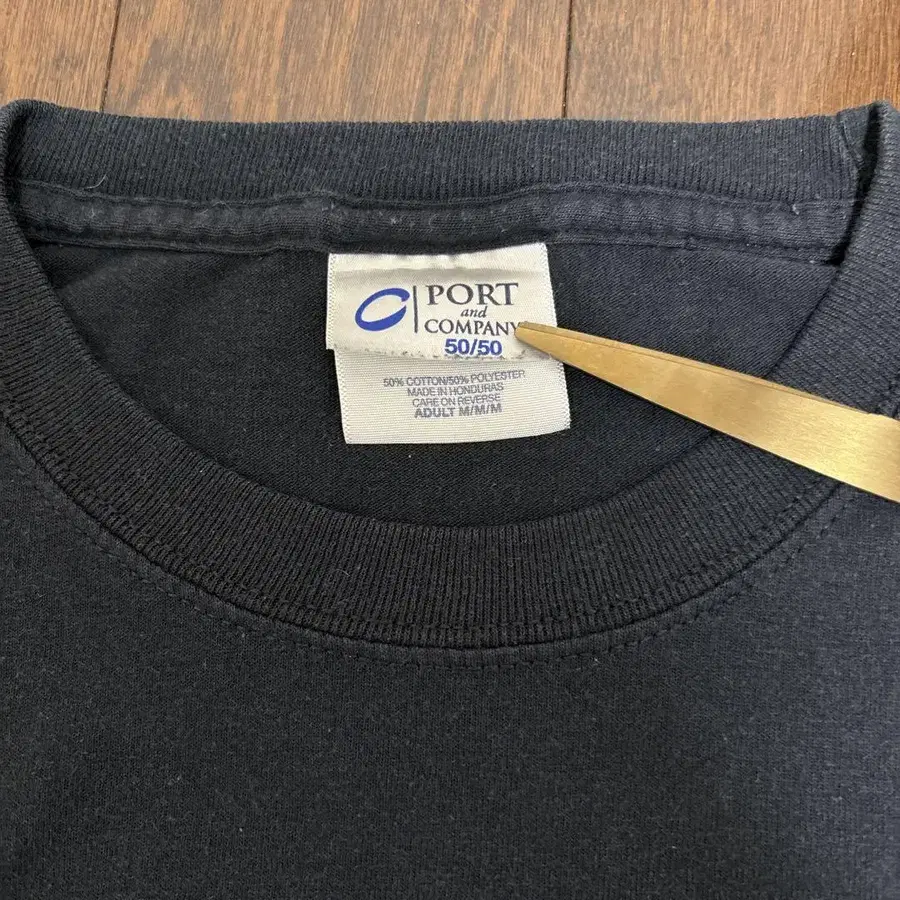 PORT
and
COMPANY
50/50
50% COTTON/50% POLYESTER
MADE IN HONDURAS
CARE ON REVERSE
ADULT M/M/M